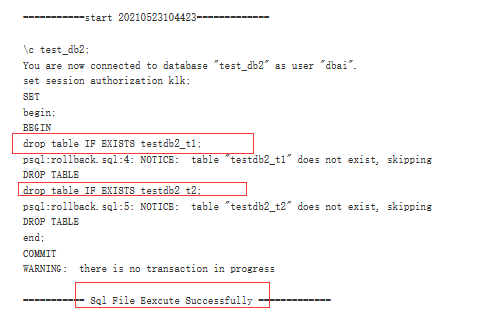 -----------start 20210523104423-------------
\c test_db2;
You are now connected to database "test_db2" as user "dbai".
set session authorization klk;
SET
begin;
BEGIN
drop table IF EXISTS testdb2_t1;
psql:rollback.sql:4: NOTICE:  table "testdb2_t1" does not exist, skipping
DROP TABLE
drop table IF EXISTS testdb2_t2;
psql:rollback.sql:5: NOTICE:  table "testdb2_t2" does not exist, skipping
DROP TABLE
end;
COMMIT
WARNING:  there is no transaction in progress
----------- Sql File Eexcute Successfully -------------